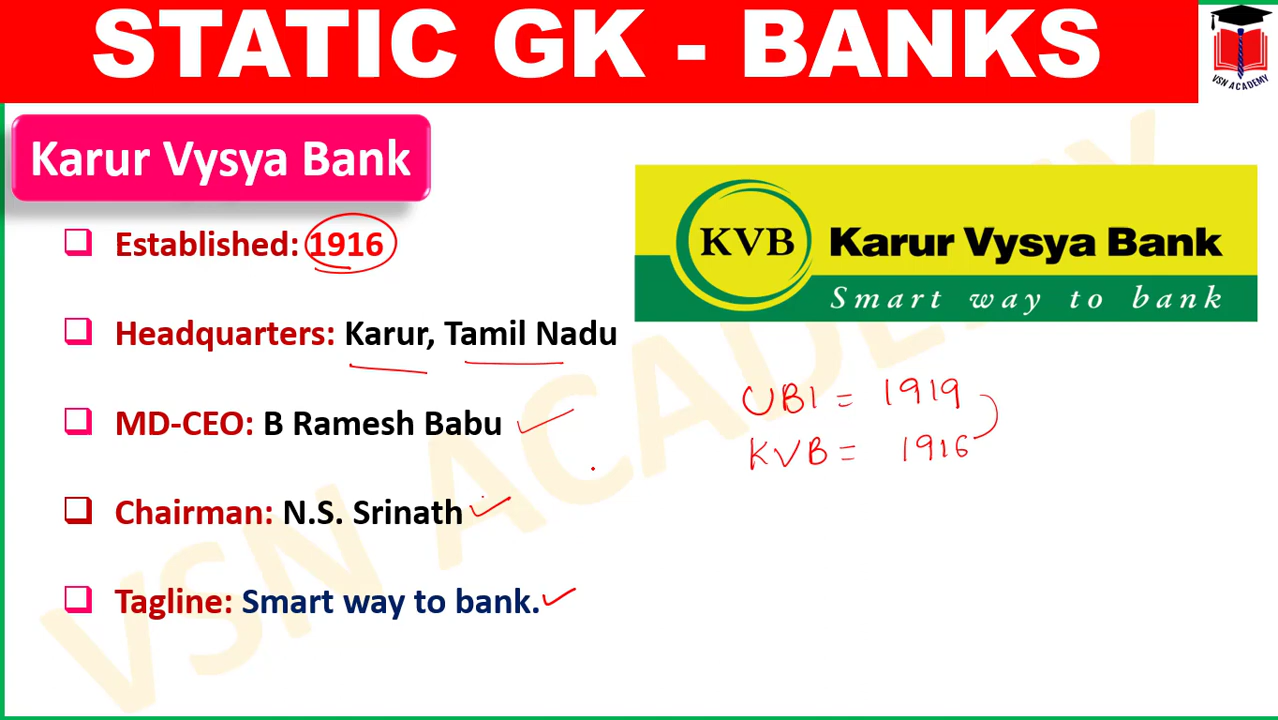 STATIC GK - BANKS
VSN ACADEMY
Karur Vysya Bank
Established: 1916
Headquarters: Karur, Tamil Nadu
MD-CEO: B Ramesh Babu
Chairman: N.S. Srinath
Tagline: Smart way to bank.
KVB Karur Vysya Bank
Smart way to bank
UBI = 1919
KVB = 1916
VSN ACADEMY